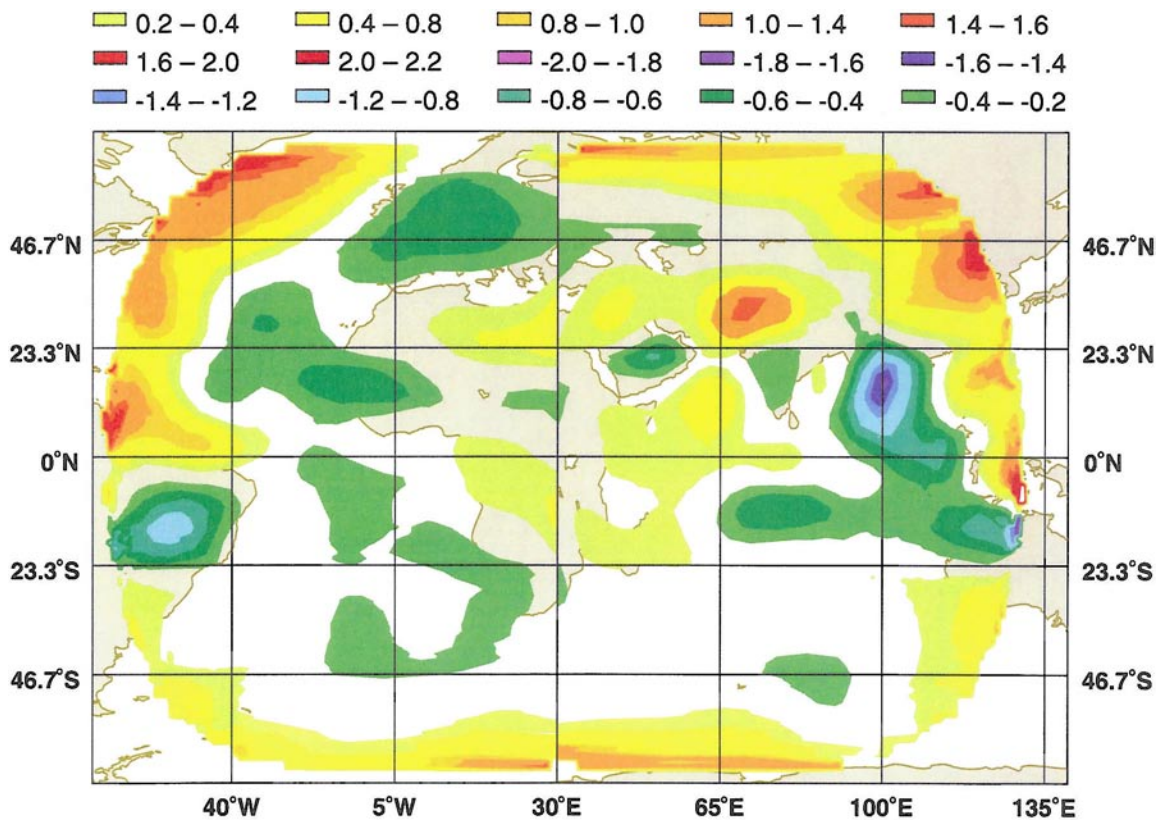 0.2 – 0.4 0.4 – 0.8 0.8 – 1.0 1.0 – 1.4 1.4 – 1.6
1.6 – 2.0 2.0 – 2.2 -2.0 – -1.8 -1.8 – -1.6 -1.6 – -1.4
-1.4 – -1.2 -1.2 – -0.8 -0.8 – -0.6 -0.6 – -0.4 -0.4 – -0.2
46.7°N 46.7°N
23.3°N 23.3°N
0°N 0°N
23.3°S 23.3°S
46.7°S 46.7°S
40°W 5°W 30°E 65°E 100°E 135°E